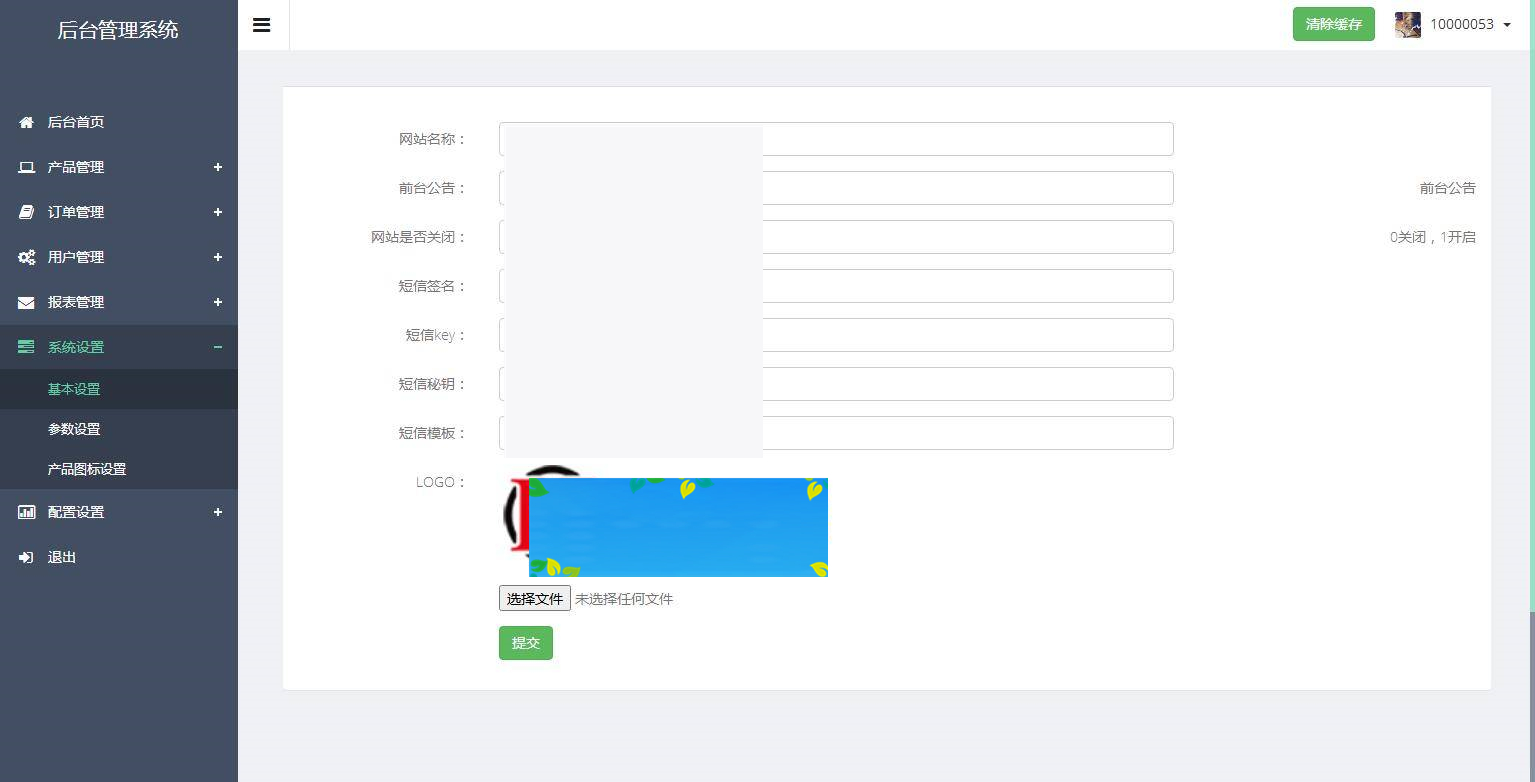 后台管理系统
清除缓存
10000053
后台首页
产品管理
订单管理
用户管理
报表管理
系统设置
基本设置
参数设置
产品图标设置
配置设置
退出
网站名称：
前台公告：
前台公告
网站是否关闭：
0关闭，1开启
短信签名：
短信key：
短信秘钥：
短信模板：
LOGO：
选择文件 未选择任何文件
提交